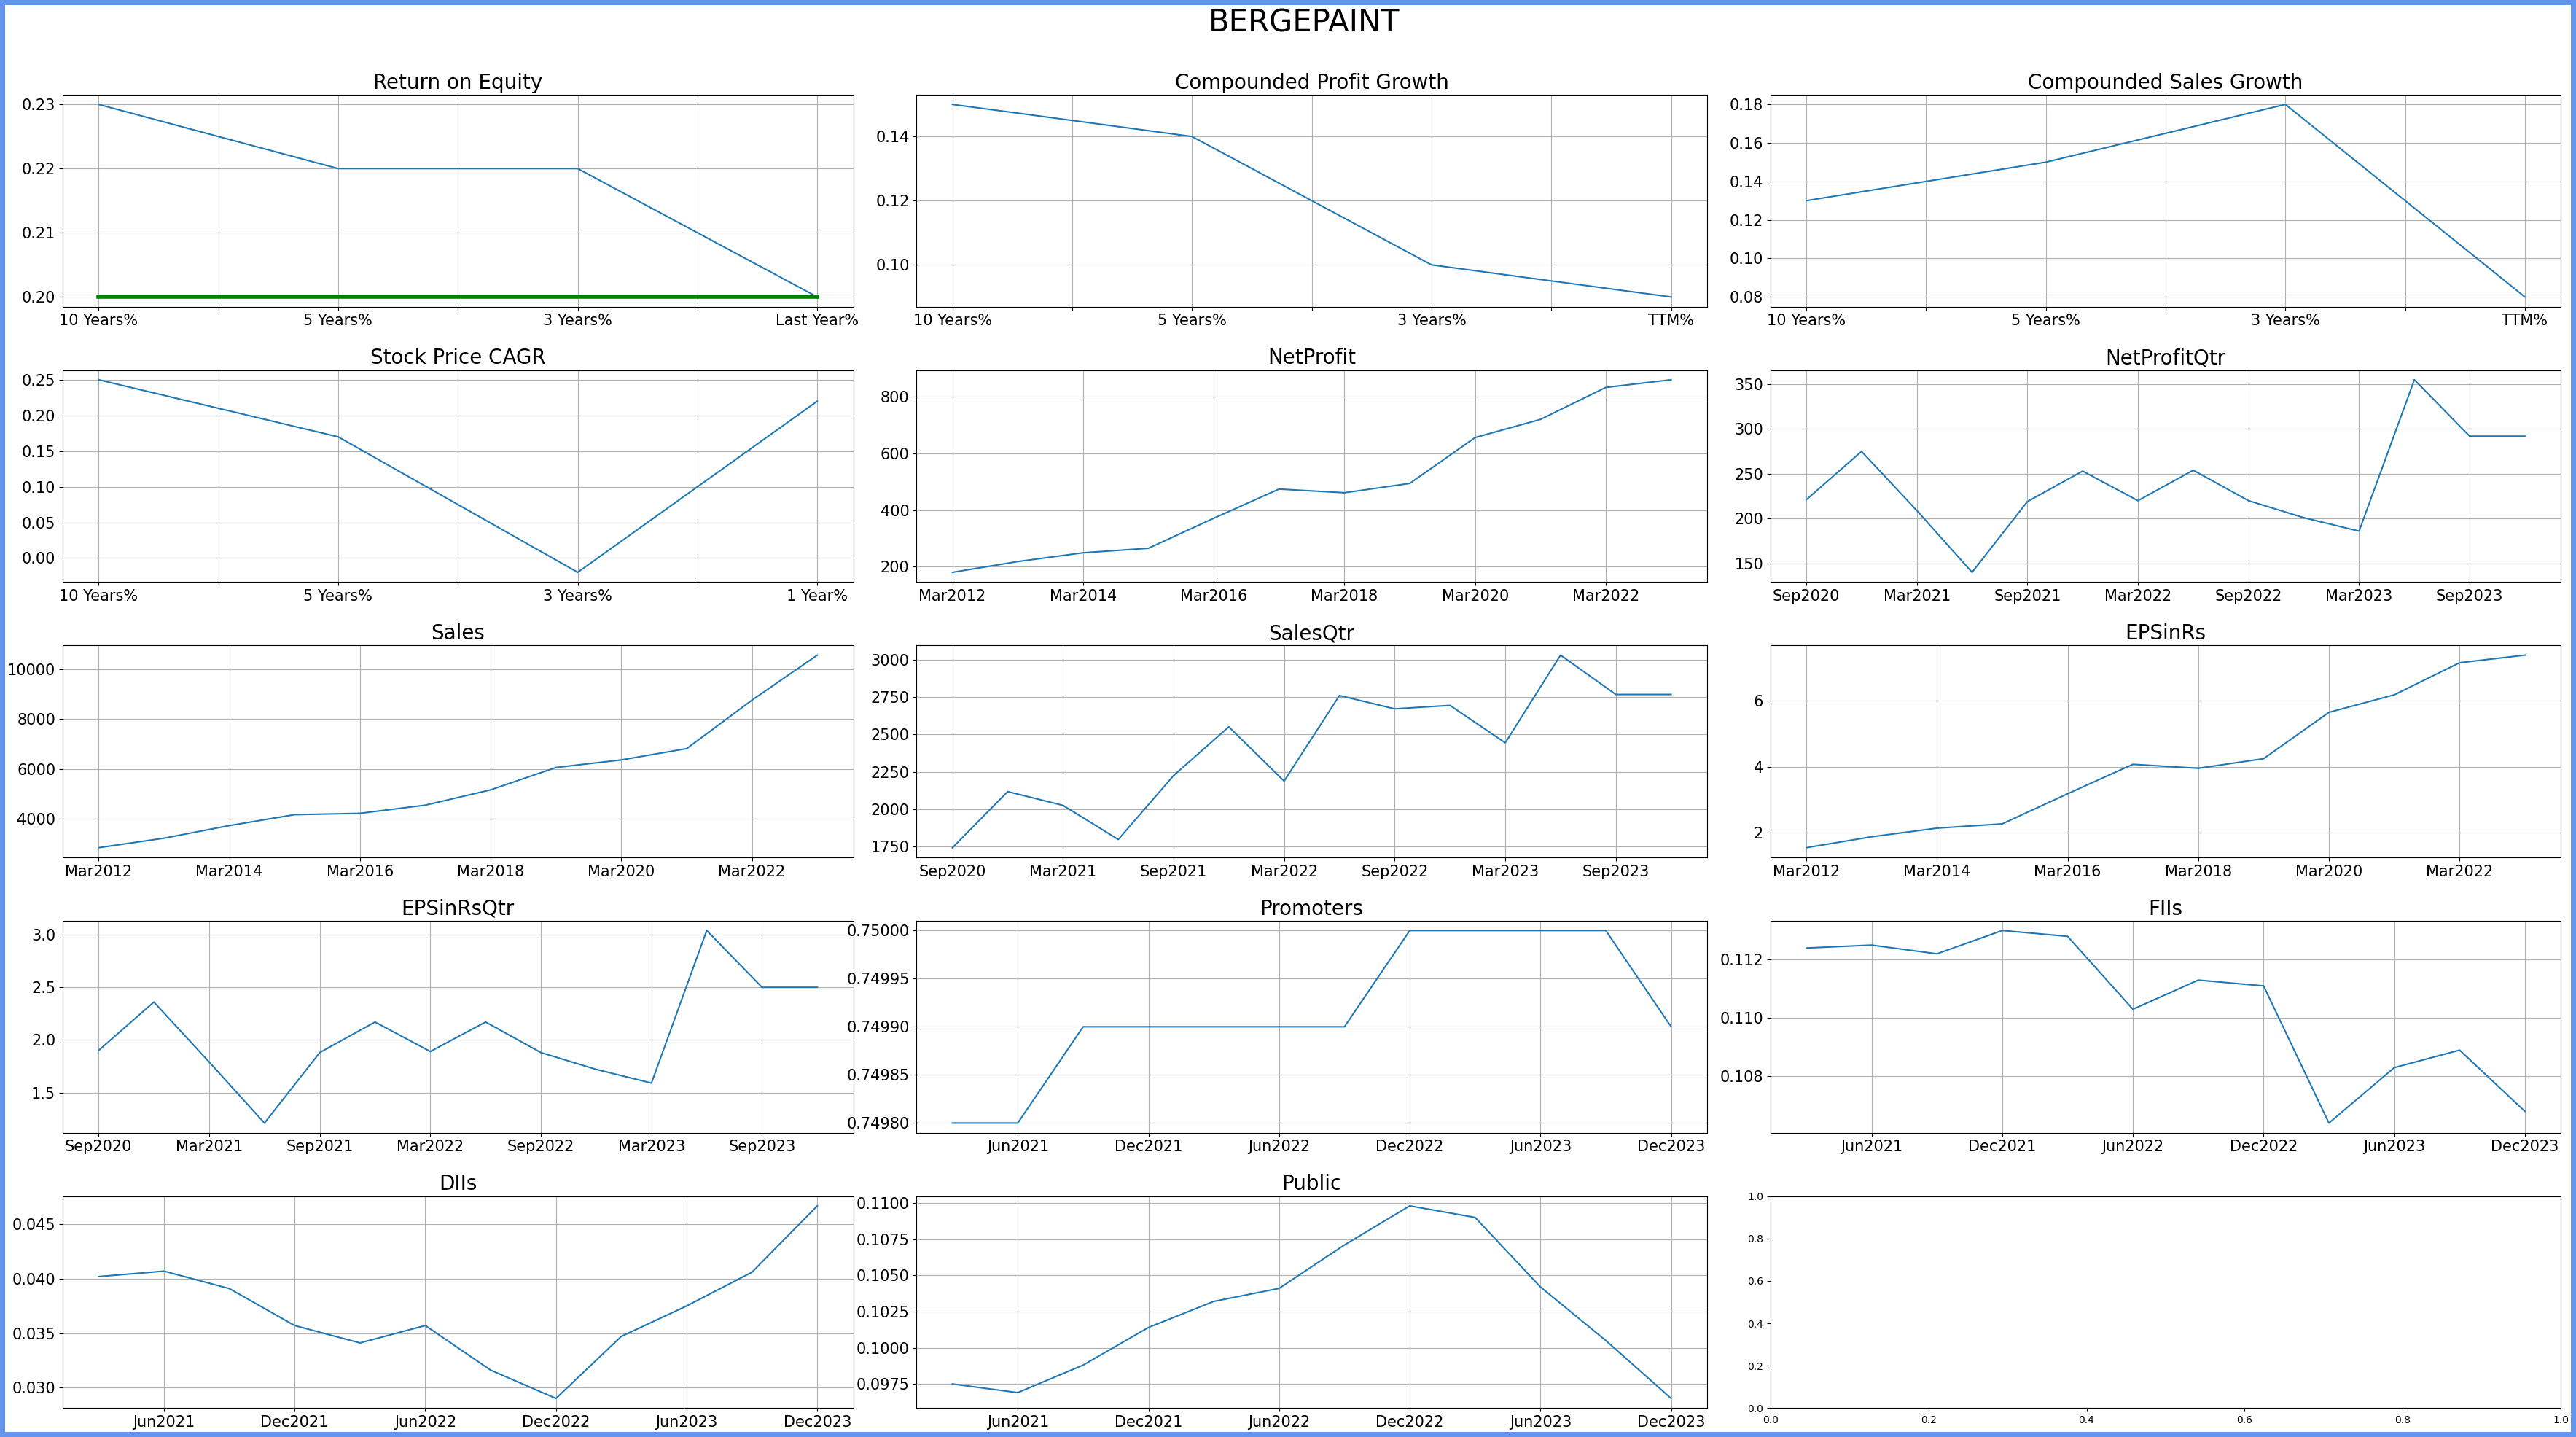 BERGEPAINT
Return on Equity
0.23
0.22
0.21
0.20
10 Years%
5 Years%
3 Years%
Last Year%
Compounded Profit Growth
0.14
0.12
0.10
10 Years%
5 Years%
3 Years%
TTM%
Compounded Sales Growth
0.18
0.16
0.14
0.12
0.10
0.08
10 Years%
5 Years%
3 Years%
TTM%
Stock Price CAGR
0.25
0.20
0.15
0.10
0.05
0.00
10 Years%
5 Years%
3 Years%
1 Year%
NetProfit
800
600
400
200
Mar2012
Mar2014
Mar2016
Mar2018
Mar2020
Mar2022
NetProfitQtr
350
300
250
200
150
Sep2020
Mar2021
Sep2021
Mar2022
Sep2022
Mar2023
Sep2023
Sales
10000
8000
6000
4000
Mar2012
Mar2014
Mar2016
Mar2018
Mar2020
Mar2022
SalesQtr
3000
2750
2500
2250
2000
1750
Sep2020
Mar2021
Sep2021
Mar2022
Sep2022
Mar2023
Sep2023
EPSinRs
6
4
2
Mar2012
Mar2014
Mar2016
Mar2018
Mar2020
Mar2022
EPSinRsQtr
3.0
2.5
2.0
1.5
Sep2020
Mar2021
Sep2021
Mar2022
Sep2022
Mar2023
Sep2023
Promoters
0.75000
0.74995
0.74990
0.74985
0.74980
Jun2021
Dec2021
Jun2022
Dec2022
Jun2023
Dec2023
FIIs
0.112
0.110
0.108
Jun2021
Dec2021
Jun2022
Dec2022
Jun2023
Dec2023
DIIs
0.045
0.040
0.035
0.030
Jun2021
Dec2021
Jun2022
Dec2022
Jun2023
Dec2023
Public
0.1100
0.1075
0.1050
0.1025
0.1000
0.0975
Jun2021
Dec2021
Jun2022
Dec2022
Jun2023
Dec2023
1.0
0.8
0.6
0.4
0.2
0.0
0.0
0.2
0.4
0.6
0.8
1.0